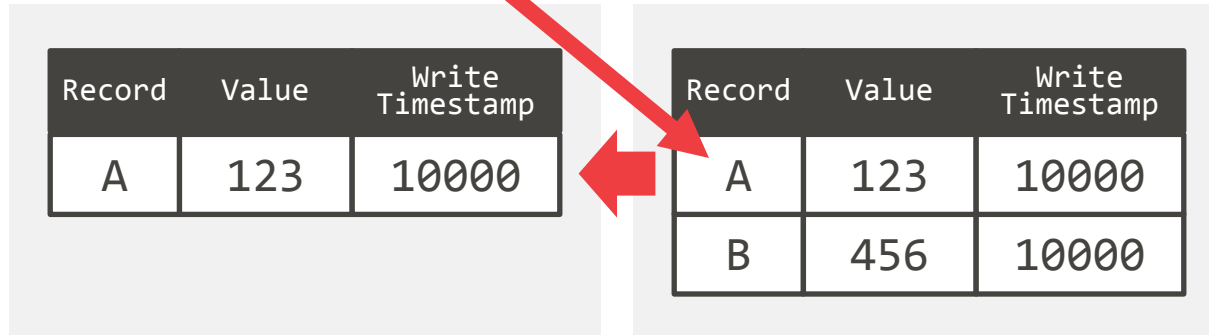 Record Value Write Timestamp
A 123 10000
Record Value Write Timestamp
A 123 10000
B 456 10000